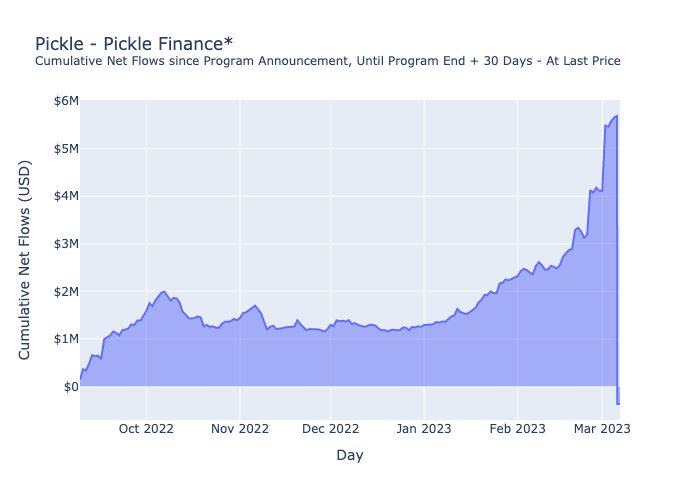 Pickle - Pickle Finance*
Cumulative Net Flows since Program Announcement, Until Program End + 30 Days - At Last Price
$6M
$5M
$4M
$3M
$2M
$1M
$0
Cumulative Net Flows (USD)
Oct 2022
Nov 2022
Dec 2022
Jan 2023
Feb 2023
Mar 2023
Day